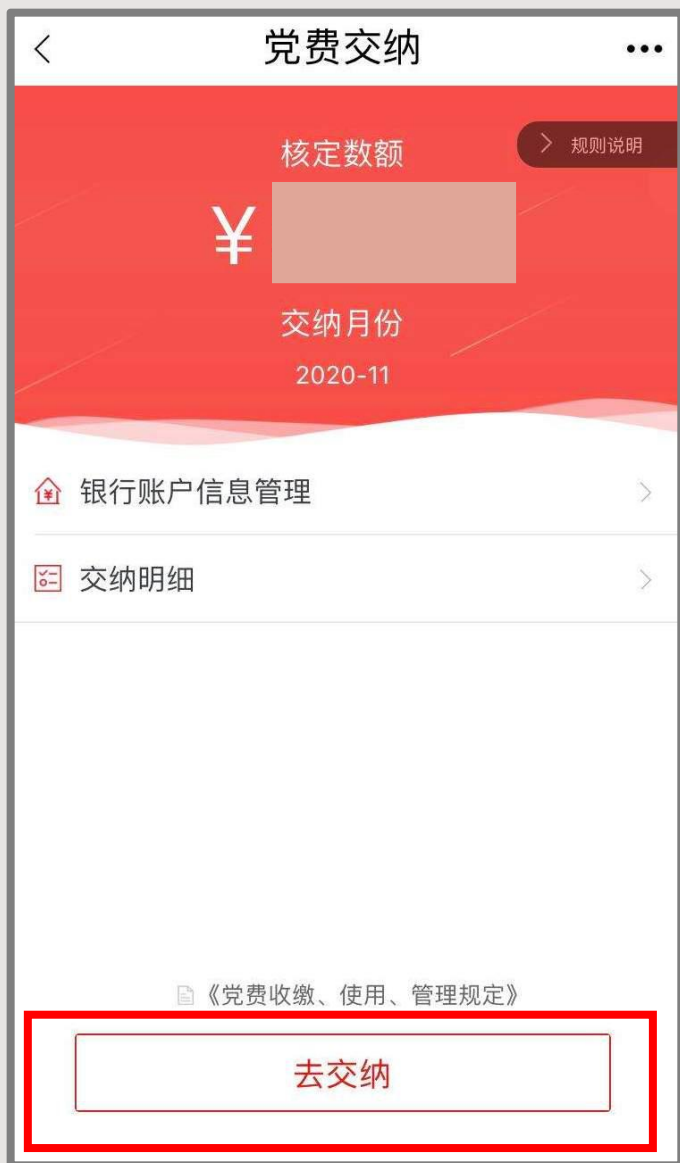 党费交纳
核定数额
规则说明
¥
交纳月份
2020-11
银行账户信息管理
交纳明细
《党费收缴、使用、管理规定》
去交纳